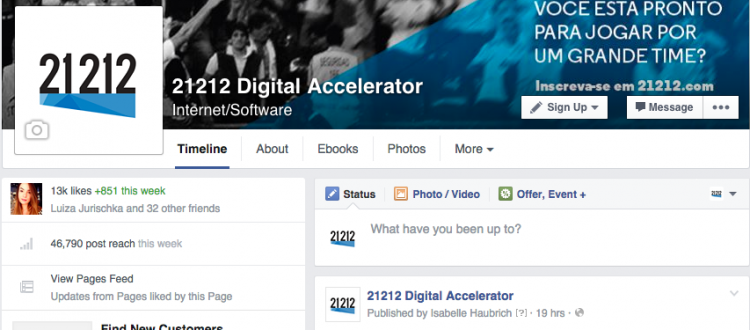 VOCÊ ESTÁ PRONTO
PARA JOGAR POR
UM GRANDE TIME?
Inscreva-se em 21212.com
21212
21212 Digital Accelerator
Internet/Software
Sign Up
Message
Timeline About Ebooks Photos More
13k likes +851 this week
Luiza Jurischka and 32 other friends
46,790 post reach this week
View Pages Feed
Updates from Pages liked by this Page
Find New Customers
Status Photo / Video Offer, Event +
21212
What have you been up to?
21212
21212
21212 Digital Accelerator
Published by Isabelle Haubrich [?] · 19 hrs ·